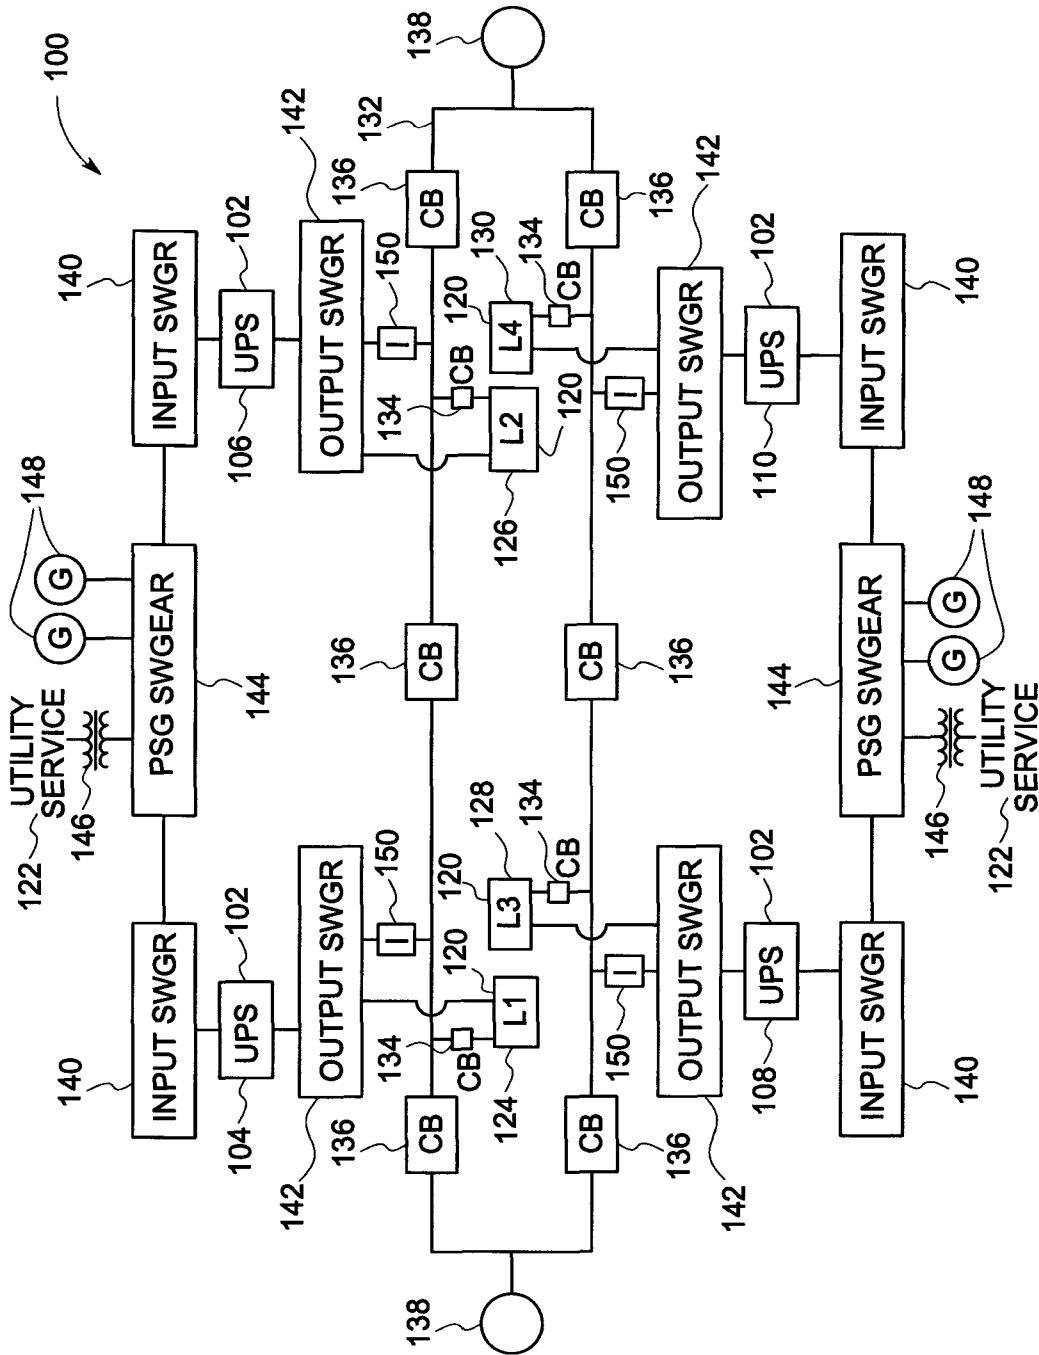 100
UTILITY
SERVICE
122
148
G
G
146
140
140
INPUT SWGR
PSG SWGEAR
INPUT SWGR
104
UPS
102
144
106
UPS
102
142
OUTPUT SWGR
OUTPUT SWGR
142
136
150
136
150
136
132
I
I
134
134
138
CB
CB
CB
138
CB
120
CB
120
128
130
124
L1
L3
126
L2
L4
134
134
CB
120
CB
CB
CB
CB
150
150
I
I
136
136
136
142
OUTPUT SWGR
OUTPUT SWGR
142
108
UPS
102
144
110
UPS
102
INPUT SWGR
PSG SWGEAR
INPUT SWGR
140
146
G
G
148
140
122
UTILITY
SERVICE